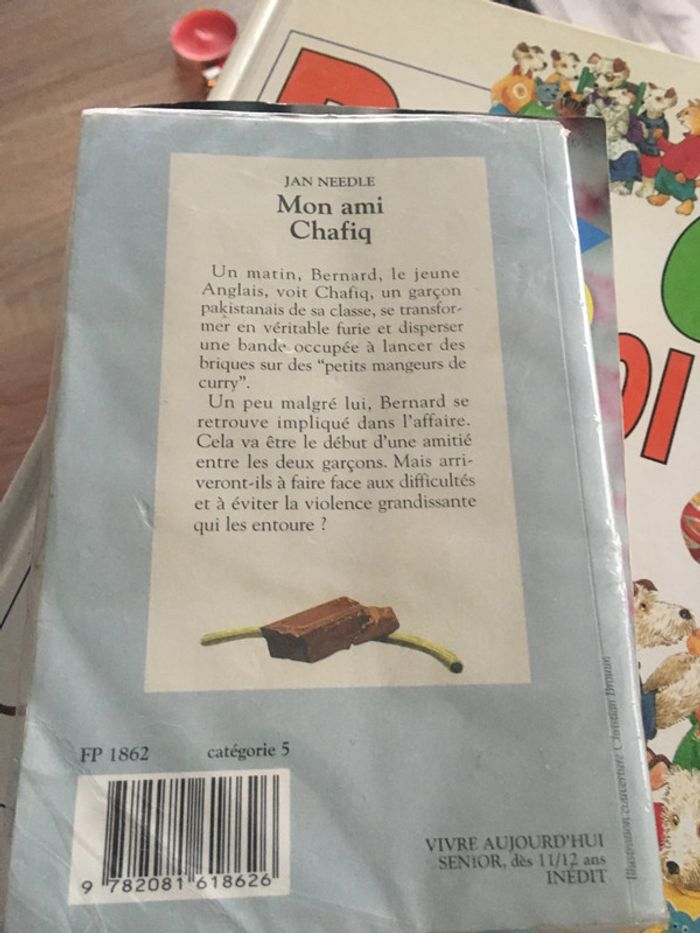 JAN NEEDLE
Mon ami
Chafiq
Un matin, Bernard, le jeune
Anglais, voit Chafiq, un garçon
pakistanais de sa classe, se transfor-
mer en véritable furie et disperser
une bande occupée à lancer des
briques sur des "petits mangeurs de
curry".
Un peu malgré lui, Bernard se
retrouve impliqué dans l'affaire.
Cela va être le début d'une amitié
entre les deux garçons. Mais arri-
veront-ils à faire face aux difficultés
et à éviter la violence grandissante
qui les entoure ?
FP 1862 catégorie 5
9 782081 618626
VIVRE AUJOURD'HUI
SENIOR, dès 11/12 ans
INÉDIT
Illustration couverture Christian Broutin